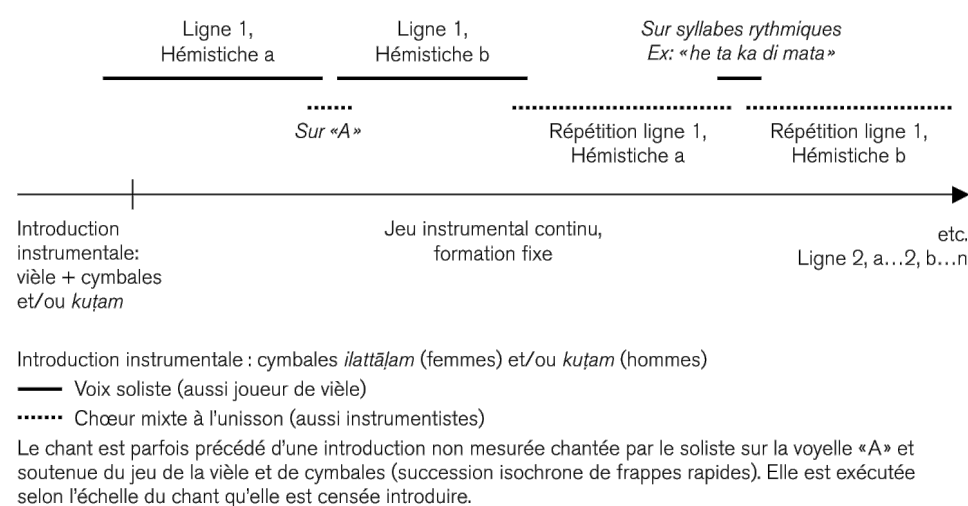 Ligne 1,
Hémistiche a
Ligne 1,
Hémistiche b
Sur syllabes rythmiques
Ex: «he ta ka di mata»
Sur «A»
Répétition ligne 1,
Hémistiche a
Répétition ligne 1,
Hémistiche b
Introduction
instrumentale:
vièle + cymbales
et/ou kuṭam
Jeu instrumental continu,
formation fixe
etc.
Ligne 2, a…2, b…n
Introduction instrumentale : cymbales ilattāḷam (femmes) et/ou kuṭam (hommes)
Voix soliste (aussi joueur de vièle)
Chœur mixte à l’unisson (aussi instrumentistes)
Le chant est parfois précédé d’une introduction non mesurée chantée par le soliste sur la voyelle «A» et
soutenue du jeu de la vièle et de cymbales (succession isochrone de frappes rapides). Elle est exécutée
selon l’échelle du chant qu’elle est censée introduire.